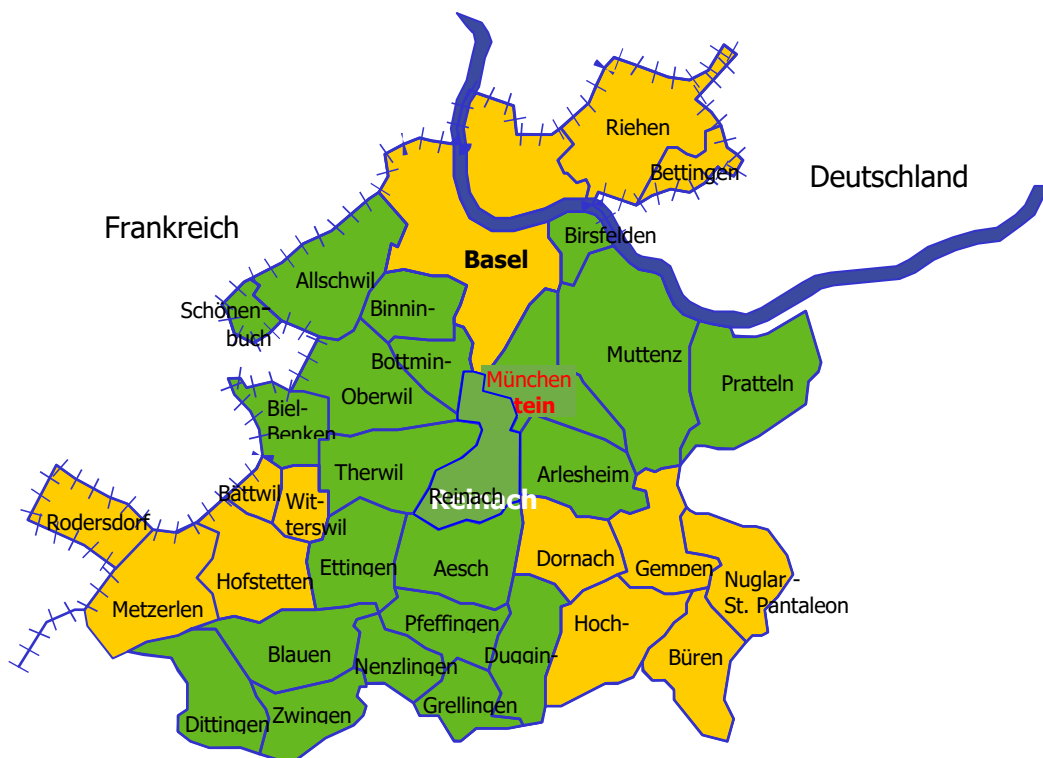 Riehen
Bettingen
Deutschland
Frankreich
Birsfelden
Basel
Allschwil
Schönen-
buch
Binnin-
Muttenz
Bottmin-
Oberwil
München
tein
Pratteln
Biel-
Benken
Therwil
Arlesheim
Bättwil
Wit-
terswil
Reinach
Reinach
Rodersdorf
Ettingen
Aesch
Dornach
Gempen
Hofstetten
Nuglar -
St. Pantaleon
Metzerlen
Pfeffingen
Hoch-
Blauen
Nenzlingen
Duggin-
Büren
Grellingen
Dittingen
Zwingen